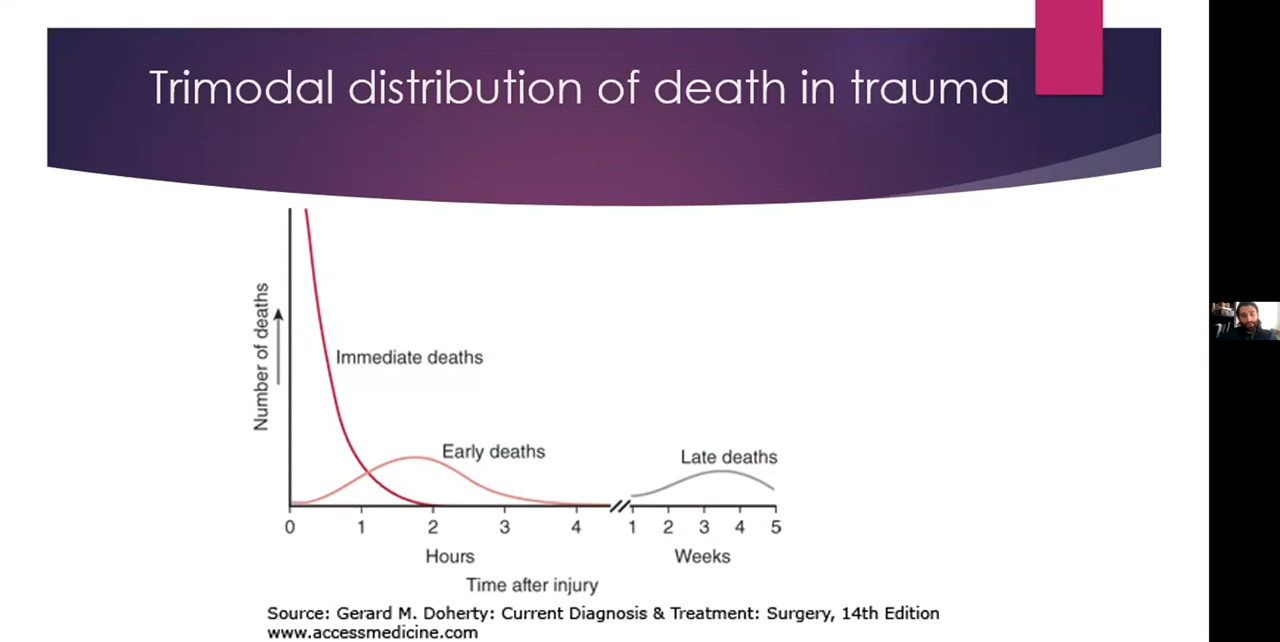 Trimodal distribution of death in trauma
Number of deaths
Immediate deaths
Early deaths
Late deaths
0 1 2 3 4 1 2 3 4 5
Hours Weeks
Time after injury
Source: Gerard M. Doherty: Current Diagnosis & Treatment: Surgery, 14th Edition
www.accessmedicine.com